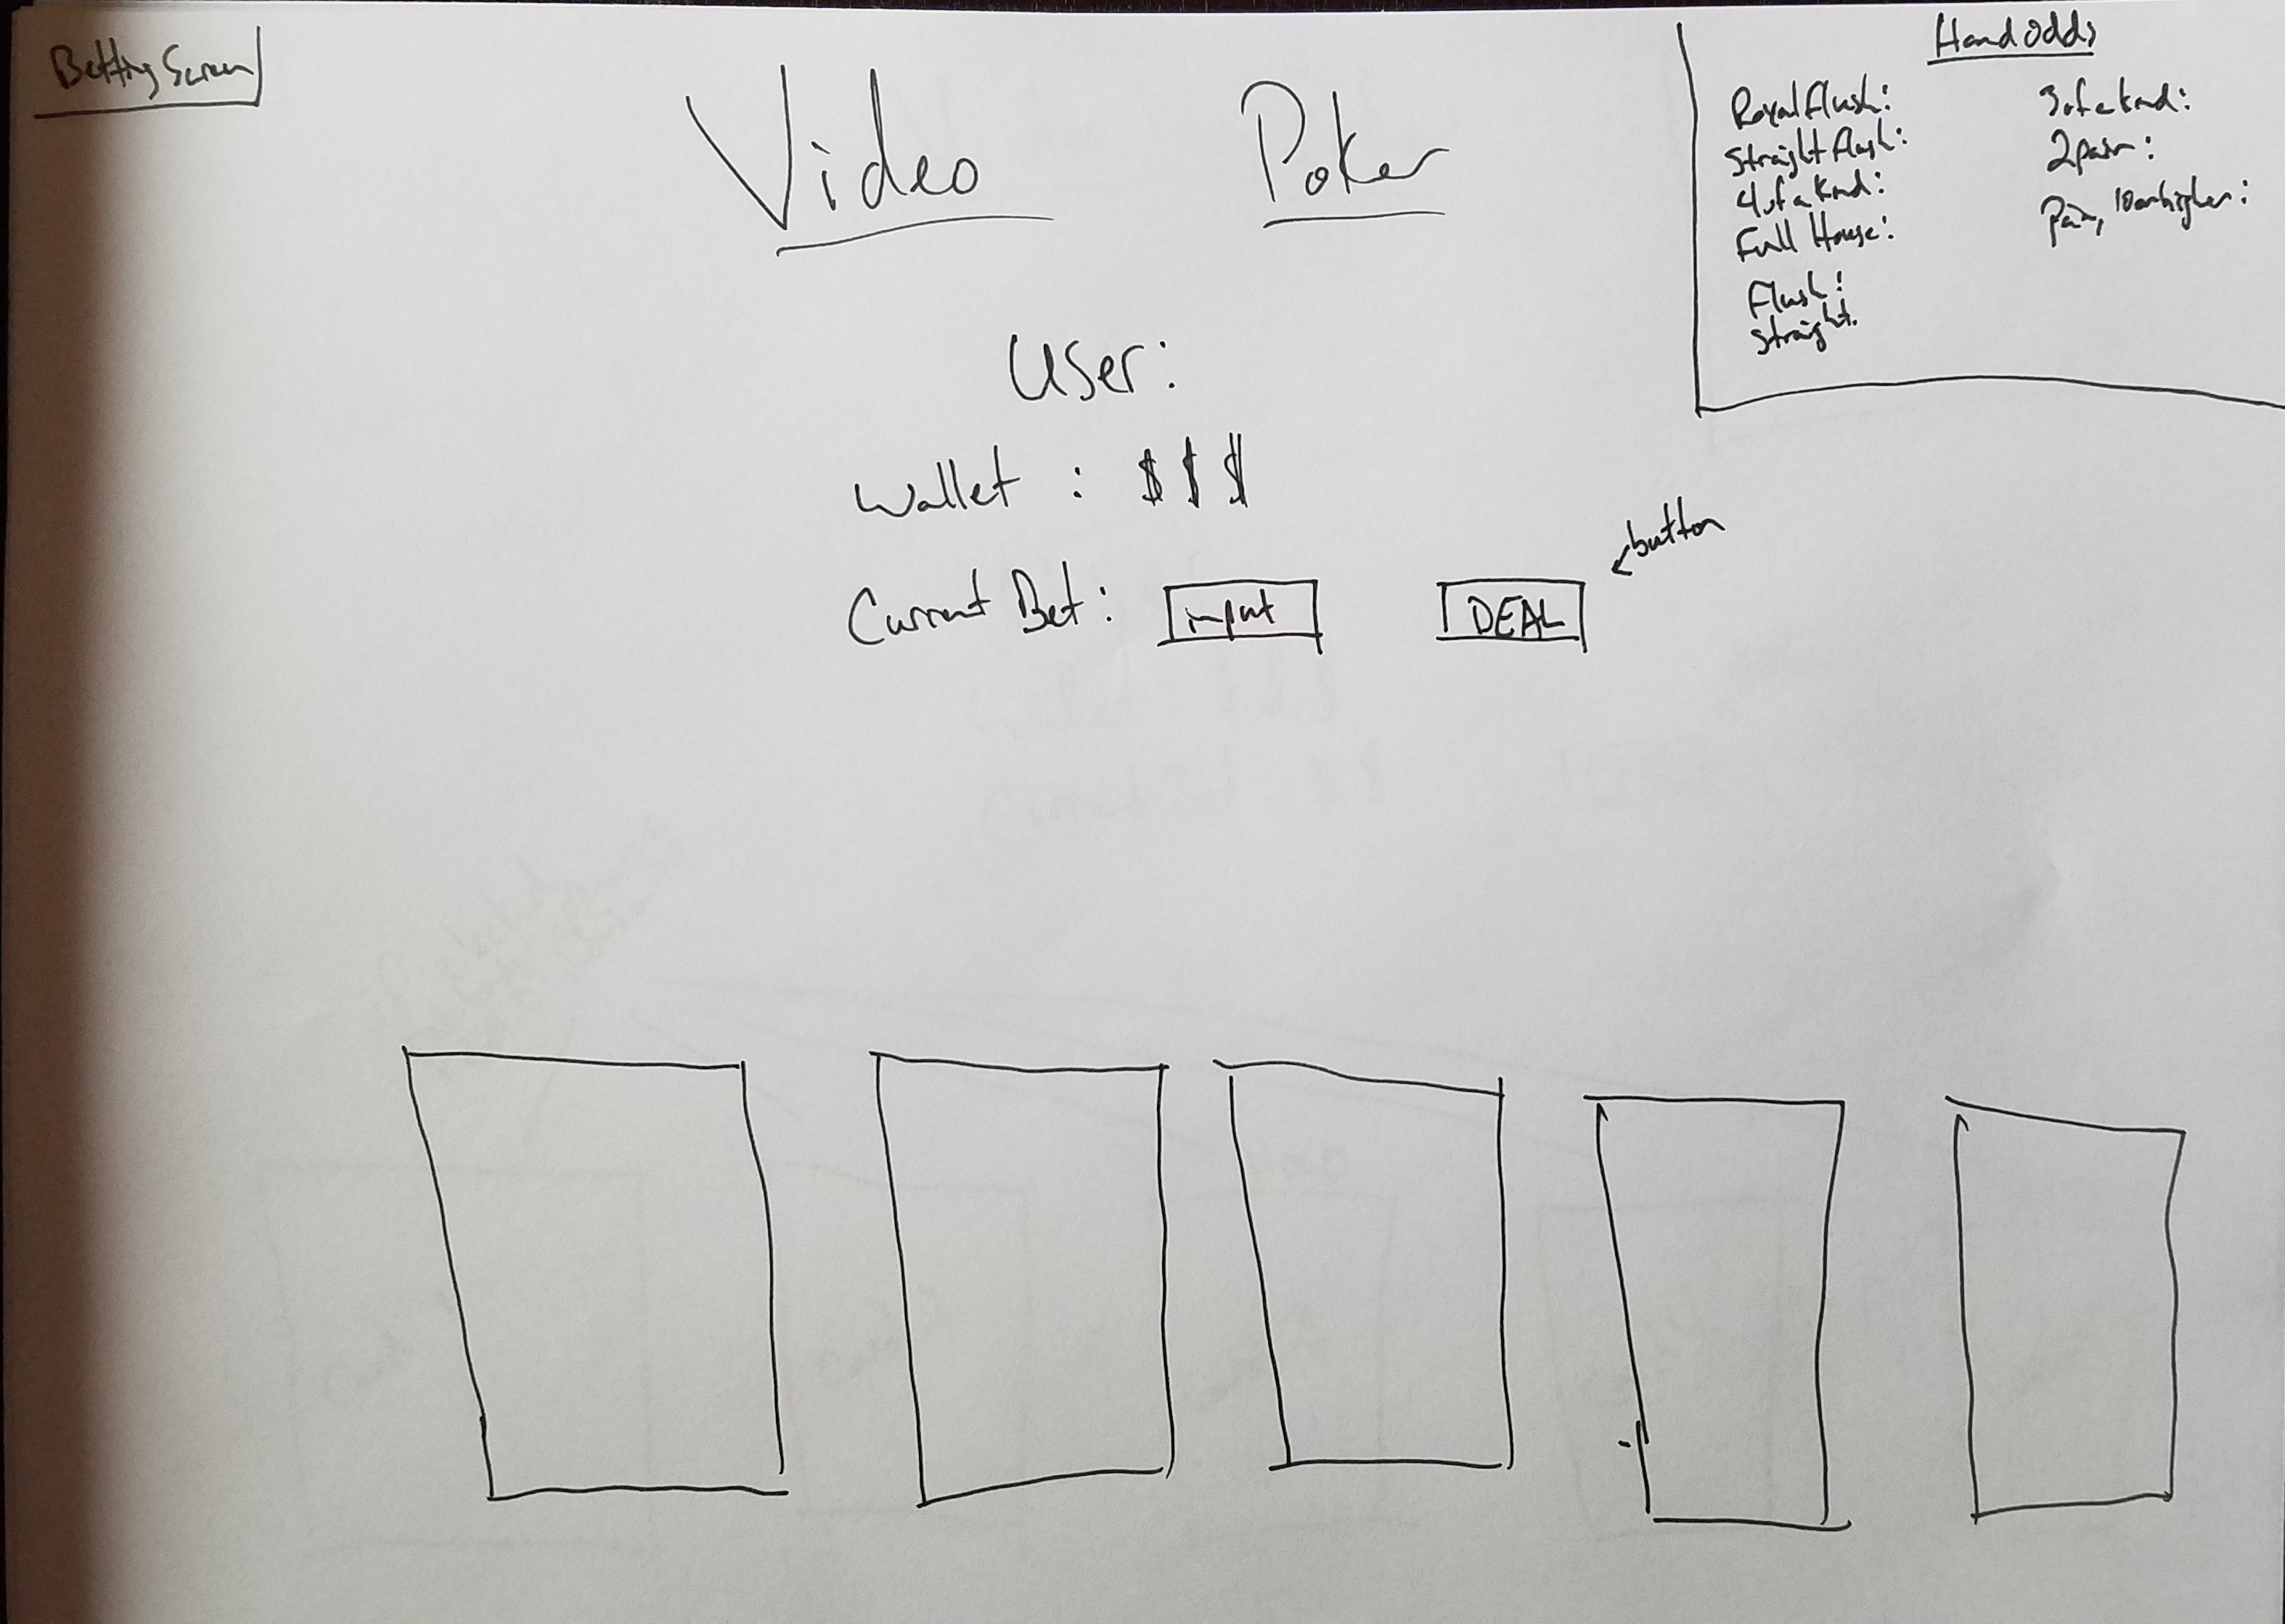 Betting Screen
Video Poker
Hand Odds
Royal Flush:
Straight Flush:
4 of a kind:
Full House:
Flush:
Straight:
3 of a kind:
2 pair:
Pair, 10 or higher:
User:
Wallet : $ $ $
button
Current Bet: input DEAL